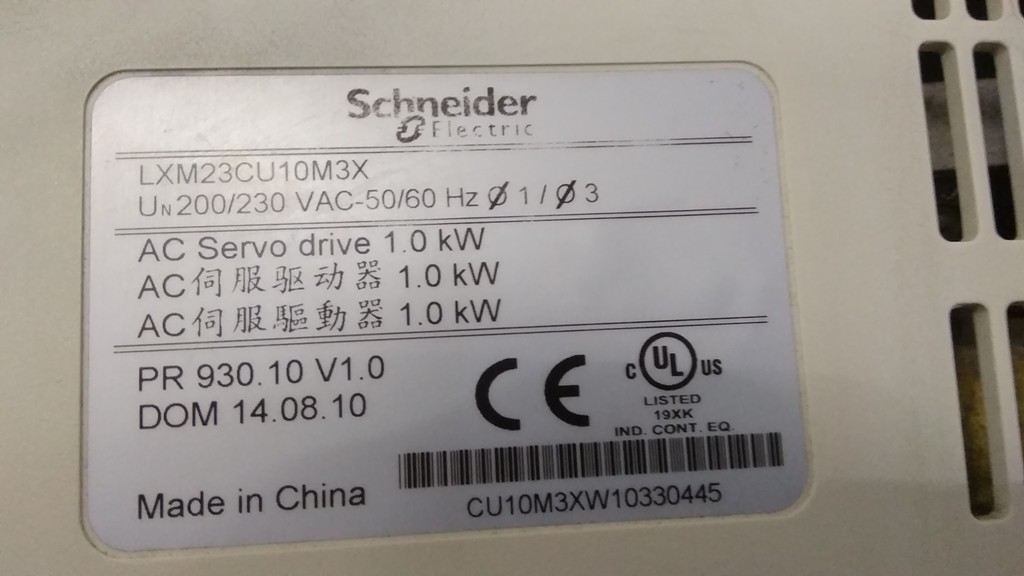 Schneider
Electric
LXM23CU10M3X
UN 200/230 VAC-50/60 Hz Ø 1 / Ø 3
AC Servo drive 1.0 kW
AC伺服驱动器 1.0 kW
AC伺服驅動器 1.0 kW
PR 930.10 V1.0
DOM 14.08.10
CE
C UL US
LISTED
19XK
IND. CONT. EQ.
Made in China
CU10M3XW10330445